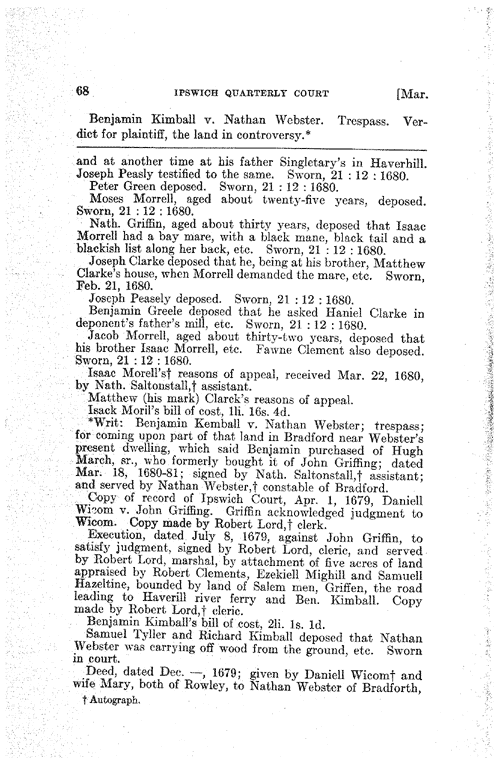 68 IPSWICH QUARTERLY COURT [Mar.
Benjamin Kimball v. Nathan Webster. Trespass. Ver-
dict for plaintiff, the land in controversy.*
and at another time at his father Singletary's in Haverhill.
Joseph Peasly testified to the same. Sworn, 21 : 12 : 1680.
Peter Green deposed. Sworn, 21 : 12 : 1680.
Moses Morrell, aged about twenty-five years, deposed.
Sworn, 21 : 12 : 1680.
Nath. Griffin, aged about thirty years, deposed that Isaac
Morrell had a bay mare, with a black mane, black tail and a
blackish list along her back, etc. Sworn, 21 : 12 : 1680.
Joseph Clarke deposed that he, being at his brother, Matthew
Clarke's house, when Morrell demanded the mare, etc. Sworn,
Feb. 21, 1680.
Joseph Peasely deposed. Sworn, 21 : 12 : 1680.
Benjamin Greele deposed that he asked Haniel Clarke in
deponent's father's mill, etc. Sworn, 21 : 12 : 1680.
Jacob Morrell, aged about thirty-two years, deposed that
his brother Isaac Morrell, etc. Fawne Clement also deposed.
Sworn, 21 : 12 : 1680.
Isaac Morell's† reasons of appeal, received Mar. 22, 1680,
by Nath. Saltonstall,† assistant.
Matthew (his mark) Clarck's reasons of appeal.
Isack Moril's bill of cost, 1li. 16s. 4d.
*Writ: Benjamin Kemball v. Nathan Webster; trespass;
for coming upon part of that land in Bradford near Webster's
present dwelling, which said Benjamin purchased of Hugh
March, sr., who formerly bought it of John Griffing; dated
Mar. 18, 1680-81; signed by Nath. Saltonstall,† assistant;
and served by Nathan Webster,† constable of Bradford.
Copy of record of Ipswich Court, Apr. 1, 1679, Daniell
Wicom v. John Griffing. Griffin acknowledged judgment to
Wicom. Copy made by Robert Lord,† clerk.
Execution, dated July 8, 1679, against John Griffin, to
satisfy judgment, signed by Robert Lord, cleric, and served
by Robert Lord, marshal, by attachment of five acres of land
appraised by Robert Clements, Ezekiell Mighill and Samuell
Hazeltine, bounded by land of Salem men, Griffen, the road
leading to Haverill river ferry and Ben. Kimball. Copy
made by Robert Lord,† cleric.
Benjamin Kimball's bill of cost, 2li. 1s. 1d.
Samuel Tyller and Richard Kimball deposed that Nathan
Webster was carrying off wood from the ground, etc. Sworn
in court.
Deed, dated Dec. —, 1679; given by Daniell Wicom† and
wife Mary, both of Rowley, to Nathan Webster of Bradforth,
† Autograph.